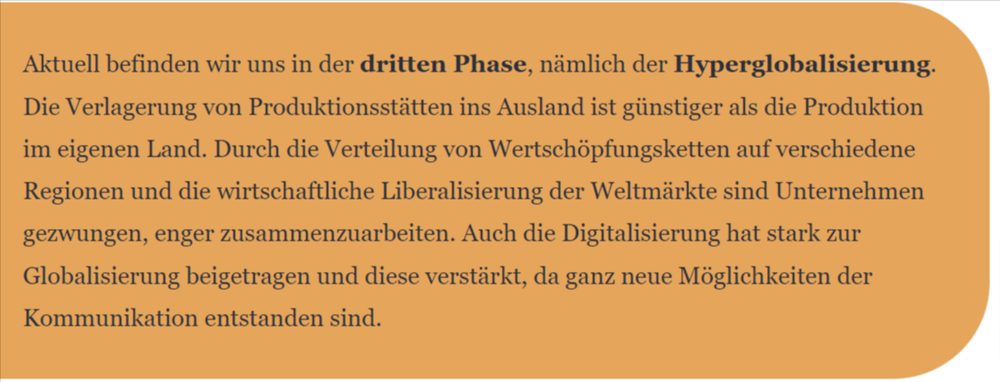 Aktuell befinden wir uns in der dritten Phase, nämlich der Hyperglobalisierung.
Die Verlagerung von Produktionsstätten ins Ausland ist günstiger als die Produktion
im eigenen Land. Durch die Verteilung von Wertschöpfungsketten auf verschiedene
Regionen und die wirtschaftliche Liberalisierung der Weltmärkte sind Unternehmen
gezwungen, enger zusammenzuarbeiten. Auch die Digitalisierung hat stark zur
Globalisierung beigetragen und diese verstärkt, da ganz neue Möglichkeiten der
Kommunikation entstanden sind.